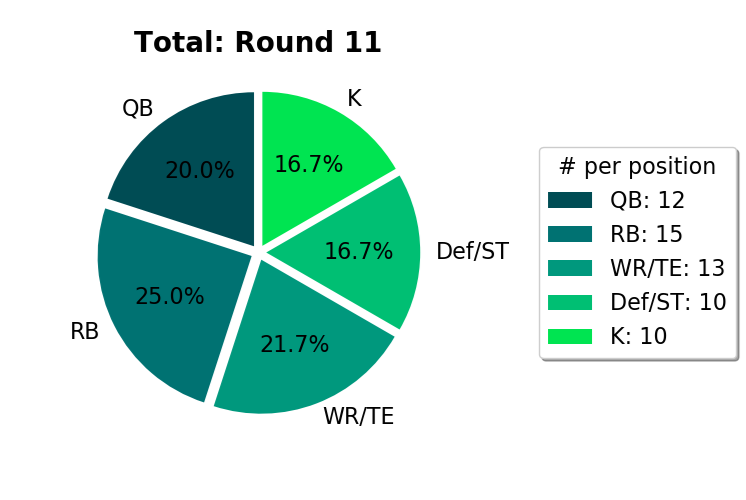 Total: Round 11
QB
K
20.0%
16.7%
Def/ST
16.7%
25.0%
RB
21.7%
WR/TE
# per position
QB: 12
RB: 15
WR/TE: 13
Def/ST: 10
K: 10